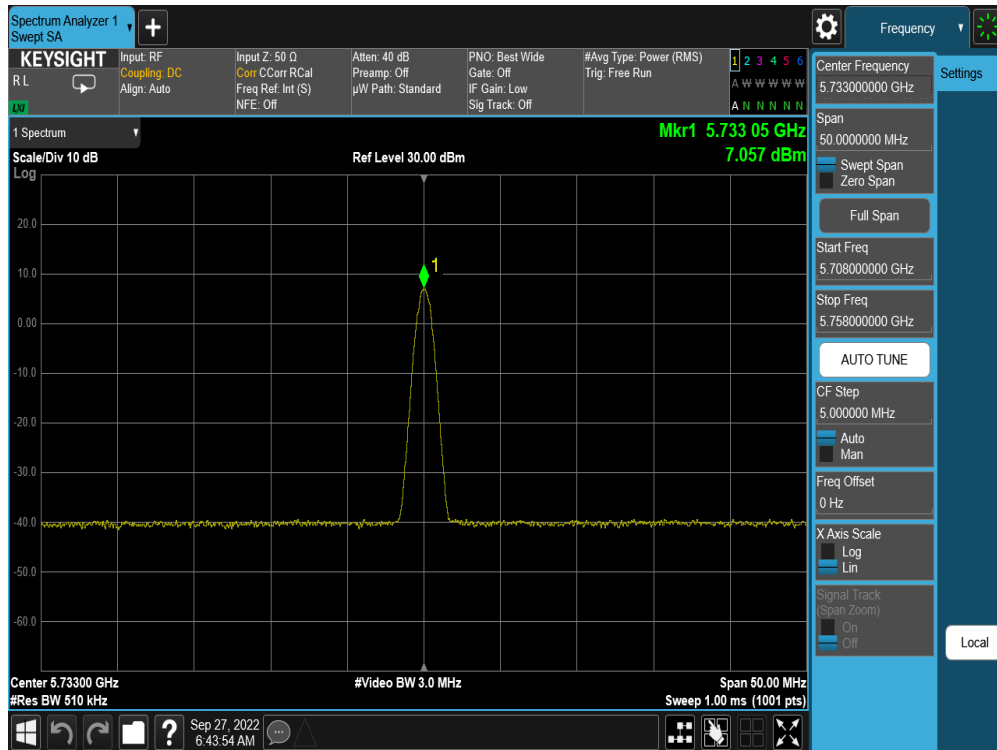 Spectrum Analyzer 1
Swept SA
+
Frequency
KEYSIGHT
R L
LXI
Input: RF
Coupling: DC
Align: Auto
Input Z: 50 Ω
Corr CCorr RCal
Freq Ref: Int (S)
NFE: Off
Atten: 40 dB
Preamp: Off
µW Path: Standard
PNO: Best Wide
Gate: Off
IF Gain: Low
Sig Track: Off
#Avg Type: Power (RMS)
Trig: Free Run
1 2 3 4 5 6
A W W W W W
A N N N N N
1 Spectrum
Scale/Div 10 dB
Log
Ref Level 30.00 dBm
Mkr1 5.733 05 GHz
7.057 dBm
1
20.0
10.0
0.00
-10.0
-20.0
-30.0
-40.0
-50.0
-60.0
Center 5.73300 GHz
#Res BW 510 kHz
#Video BW 3.0 MHz
Span 50.00 MHz
Sweep 1.00 ms (1001 pts)
Center Frequency
5.733000000 GHz
Span
50.0000000 MHz
Swept Span
Zero Span
Full Span
Start Freq
5.708000000 GHz
Stop Freq
5.758000000 GHz
AUTO TUNE
CF Step
5.000000 MHz
Auto
Man
Freq Offset
0 Hz
X Axis Scale
Log
Lin
Signal Track
(Span Zoom)
On
Off
Settings
Local
?
Sep 27, 2022
6:43:54 AM